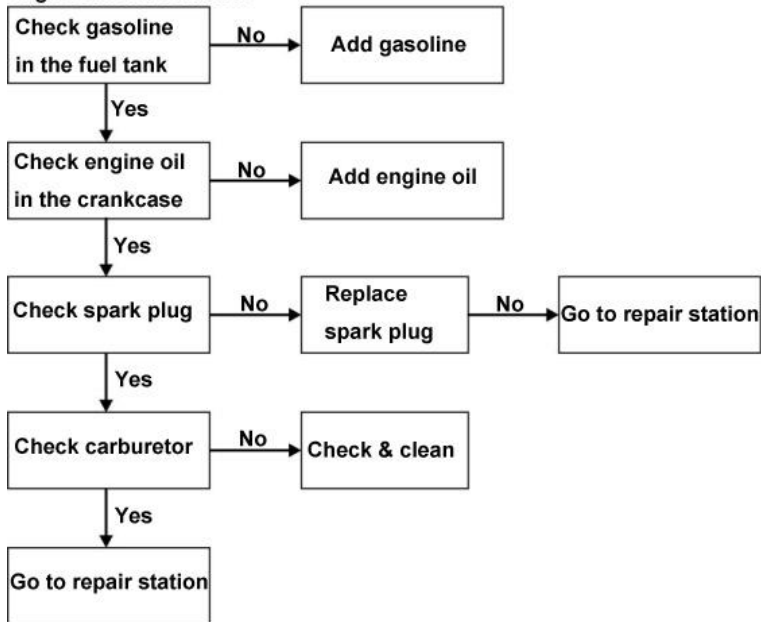 Check gasoline
in the fuel tank
No
Add gasoline
Yes
Check engine oil
in the crankcase
No
Add engine oil
Yes
Check spark plug
No
Replace
spark plug
No
Go to repair station
Yes
Check carburetor
No
Check & clean
Yes
Go to repair station